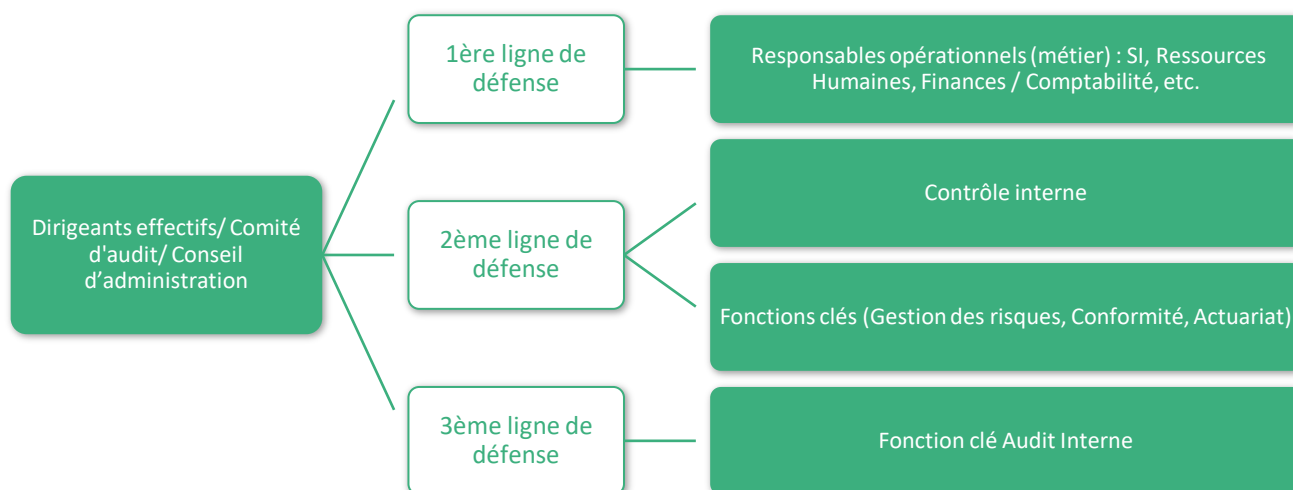 1ère ligne de
défense
Responsables opérationnels (métier) : SI, Ressources
Humaines, Finances / Comptabilité, etc.
Dirigeants effectifs/ Comité
d'audit/ Conseil
d’administration
2ème ligne de
défense
Contrôle interne
Fonctions clés (Gestion des risques, Conformité, Actuariat)
3ème ligne de
défense
Fonction clé Audit Interne